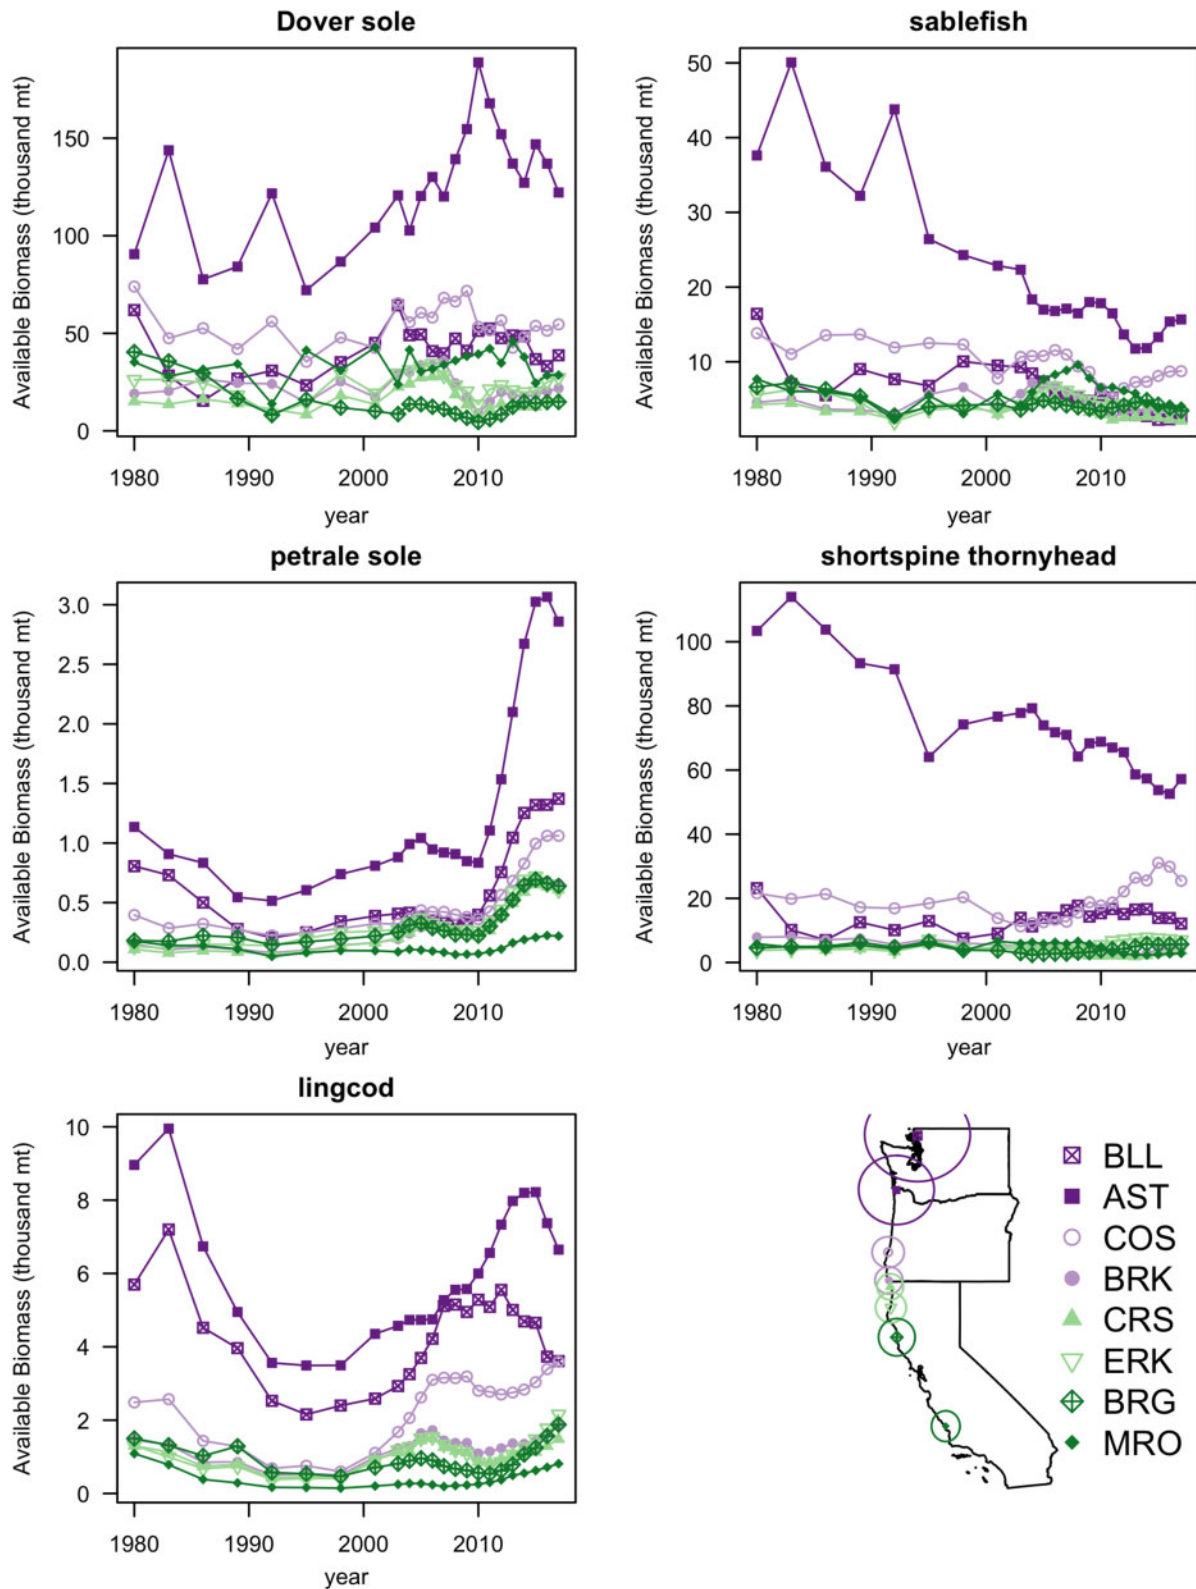 Dover sole
Available Biomass (thousand mt)
150
100
50
0
1980 1990 2000 2010
year
sablefish
Available Biomass (thousand mt)
50
40
30
20
10
1980 1990 2000 2010
year
petrale sole
Available Biomass (thousand mt)
3.0
2.5
2.0
1.5
1.0
0.5
0.0
1980 1990 2000 2010
year
shortspine thornyhead
Available Biomass (thousand mt)
100
80
60
40
20
0
1980 1990 2000 2010
year
lingcod
Available Biomass (thousand mt)
10
8
6
4
2
0
1980 1990 2000 2010
year
BLL
AST
COS
BRK
CRS
ERK
BRG
MRO